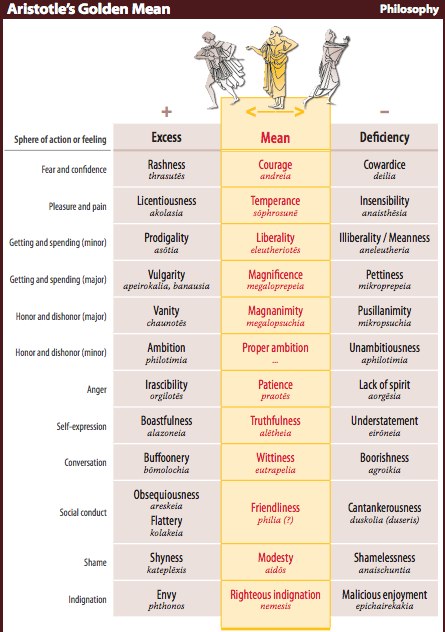 Aristotle's Golden Mean Philosophy
+ −
Sphere of action or feeling Excess Mean Deficiency
Fear and confidence Rashness Courage Cowardice
thrasutēs andreia deilia
Pleasure and pain Licentiousness Temperance Insensibility
akolasia sōphrosunē anaisthēsia
Getting and spending (minor) Prodigality Liberality Illiberality / Meanness
asōtia eleutheriotēs aneleutheria
Getting and spending (major) Vulgarity Magnificence Pettiness
apeirokalia, banausia megaloprepeia mikroprepeia
Honor and dishonor (major) Vanity Magnanimity Pusillanimity
chaunotēs megalopsuchia mikropsuchia
Honor and dishonor (minor) Ambition Proper ambition Unambitiousness
philotimia ... aphilotimia
Anger Irascibility Patience Lack of spirit
orgilotēs praotēs aorgēsia
Self-expression Boastfulness Truthfulness Understatement
alazoneia alētheia eirōneia
Conversation Buffoonery Wittiness Boorishness
bōmolochia eutrapelia agroikia
Social conduct Obsequiousness Friendliness Cantankerousness
areskeia philia (?) duskolia (duseris)
Flattery
kolakeia
Shame Shyness Modesty Shamelessness
kateplēxis aidōs anaischuntia
Indignation Envy Righteous indignation Malicious enjoyment
phthonos nemesis epichairekakia